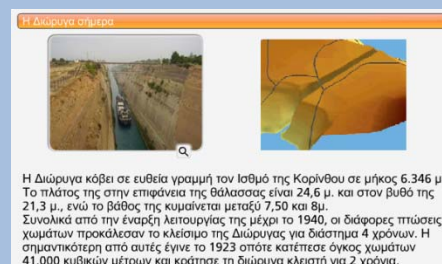 Η Διώρυγα σήμερα
Η Διώρυγα κόβει σε ευθεία γραμμή τον Ισθμό της Κορίνθου σε μήκος 6.346 μ
Το πλάτος της στην επιφάνεια της θάλασσας είναι 24,6 μ. και στον βυθό της
21,3 μ., ενώ το βάθος της κυμαίνεται μεταξύ 7,50 και 8μ.
Συνολικά από την έναρξη λειτουργίας της μέχρι το 1940, οι διάφορες πτώσεις
χωμάτων προκάλεσαν το κλείσιμο της Διώρυγας για διάστημα 4 χρόνων. Η
σημαντικότερη από αυτές έγινε το 1923 οπότε κατέπεσε όγκος χωμάτων
41.000 κυβικών μέτρων και κράτησε τη διώρυγα κλειστή για 2 χρόνια.